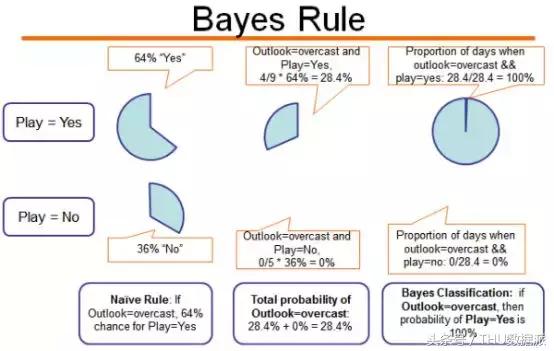 Bayes Rule
64% "Yes"
Outlook=overcast and
Play=Yes,
4/9 * 64% = 28.4%
Proportion of days when
outlook=overcast &&
play=yes: 28.4/28.4 = 100%
Play = Yes
Play = No
36% "No"
Outlook=overcast and
Play=No,
0/5 * 36% = 0%
Proportion of days when
outlook=overcast &&
play=no: 0/28.4 = 0%
Naïve Rule: If
Outlook=overcast, 64%
chance for Play=Yes
Total probability of
Outlook=overcast:
28.4% + 0% = 28.4%
Bayes Classification: if
Outlook=overcast, then
probability of Play=Yes is
100%
头条号 / THU数据派